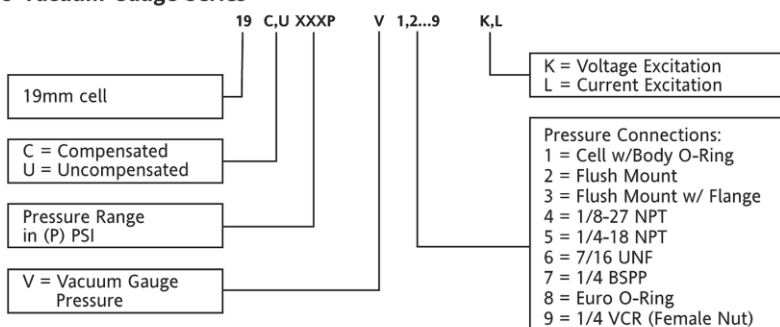 Vacuum Gauge Series
19 C,U XXXP V 1,2...9 K,L
19mm cell
C = Compensated
U = Uncompensated
Pressure Range
in (P) PSI
V = Vacuum Gauge
Pressure
K = Voltage Excitation
L = Current Excitation
Pressure Connections:
1 = Cell w/Body O-Ring
2 = Flush Mount
3 = Flush Mount w/ Flange
4 = 1/8-27 NPT
5 = 1/4-18 NPT
6 = 7/16 UNF
7 = 1/4 BSPP
8 = Euro O-Ring
9 = 1/4 VCR (Female Nut)